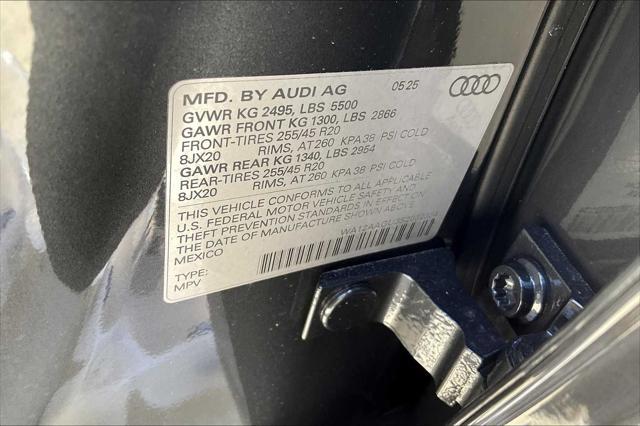 MFD. BY AUDI AG 05 25
GVWR KG 2495, LBS 5500
GAWR FRONT KG 1300, LBS 2866
FRONT-TIRES 255/45 R20
8JX20 RIMS, AT 260 KPA 38 PSI COLD
GAWR REAR KG 1340, LBS 2954
REAR-TIRES 255/45 R20
8JX20 RIMS, AT 260 KPA 38 PSI COLD
THIS VEHICLE CONFORMS TO ALL APPLICABLE
U.S. FEDERAL MOTOR VEHICLE SAFETY AND
THEFT PREVENTION STANDARDS IN EFFECT ON
THE DATE OF MANUFACTURE SHOWN ABOVE.
MEXICO
TYPE:
MPV